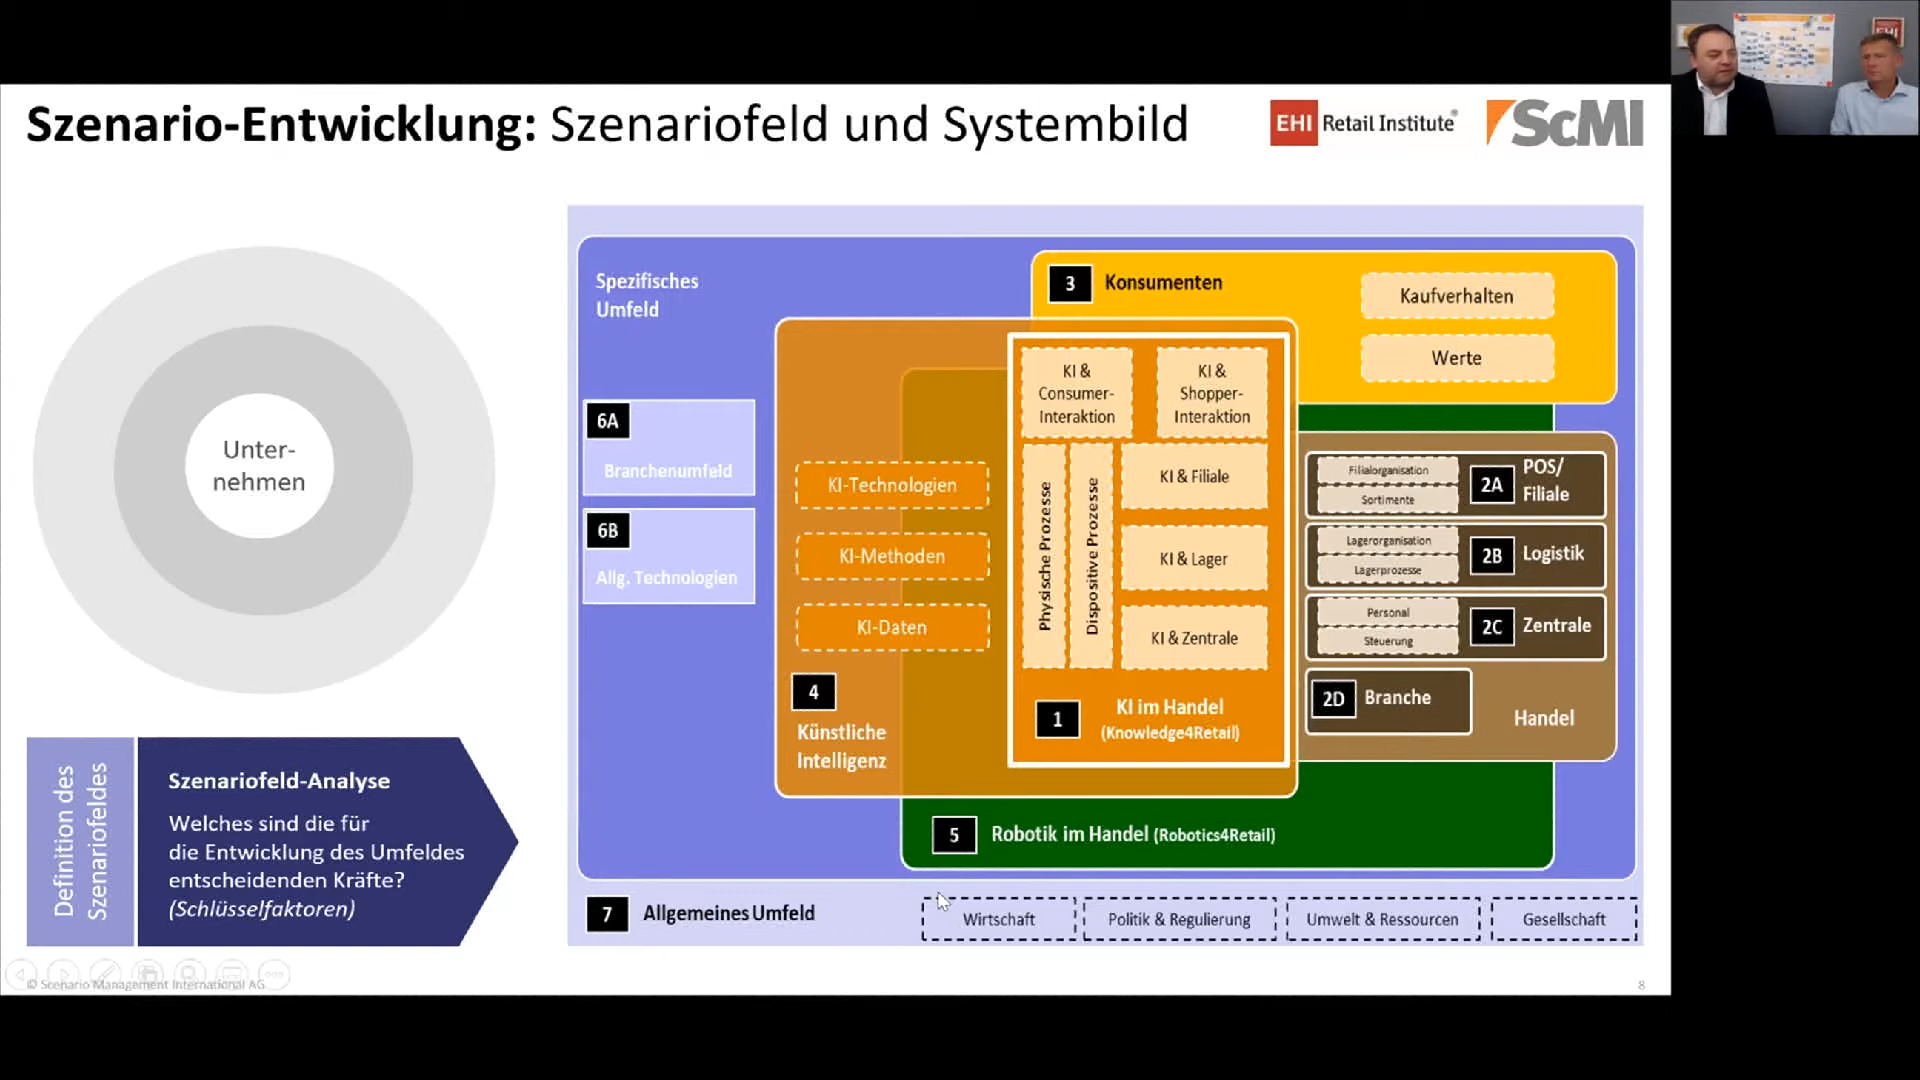 Szenario-Entwicklung: Szenariofeld und Systembild
EHI Retail Institute®
ScMI
EHI
Unter-
nehmen
Definition des
Szenariofeldes
Szenariofeld-Analyse
Welches sind die für
die Entwicklung des Umfeldes
entscheidenden Kräfte?
(Schlüsselfaktoren)
Spezifisches
Umfeld
6A
Branchenumfeld
6B
Allg. Technologien
3 Konsumenten
Kaufverhalten
Werte
KI-Technologien
KI-Methoden
KI-Daten
4
Künstliche
Intelligenz
KI &
Consumer-
Interaktion
KI &
Shopper-
Interaktion
Physische Prozesse
Dispositive Prozesse
KI & Filiale
KI & Lager
KI & Zentrale
1 KI im Handel
(Knowledge4Retail)
Filialorganisation
Sortimente
2A POS/
Filiale
Lagerorganisation
Lagerprozesse
2B Logistik
Personal
Steuerung
2C Zentrale
2D Branche
Handel
5 Robotik im Handel (Robotics4Retail)
7 Allgemeines Umfeld
Wirtschaft
Politik & Regulierung
Umwelt & Ressourcen
Gesellschaft
© Scenario Management International AG
8